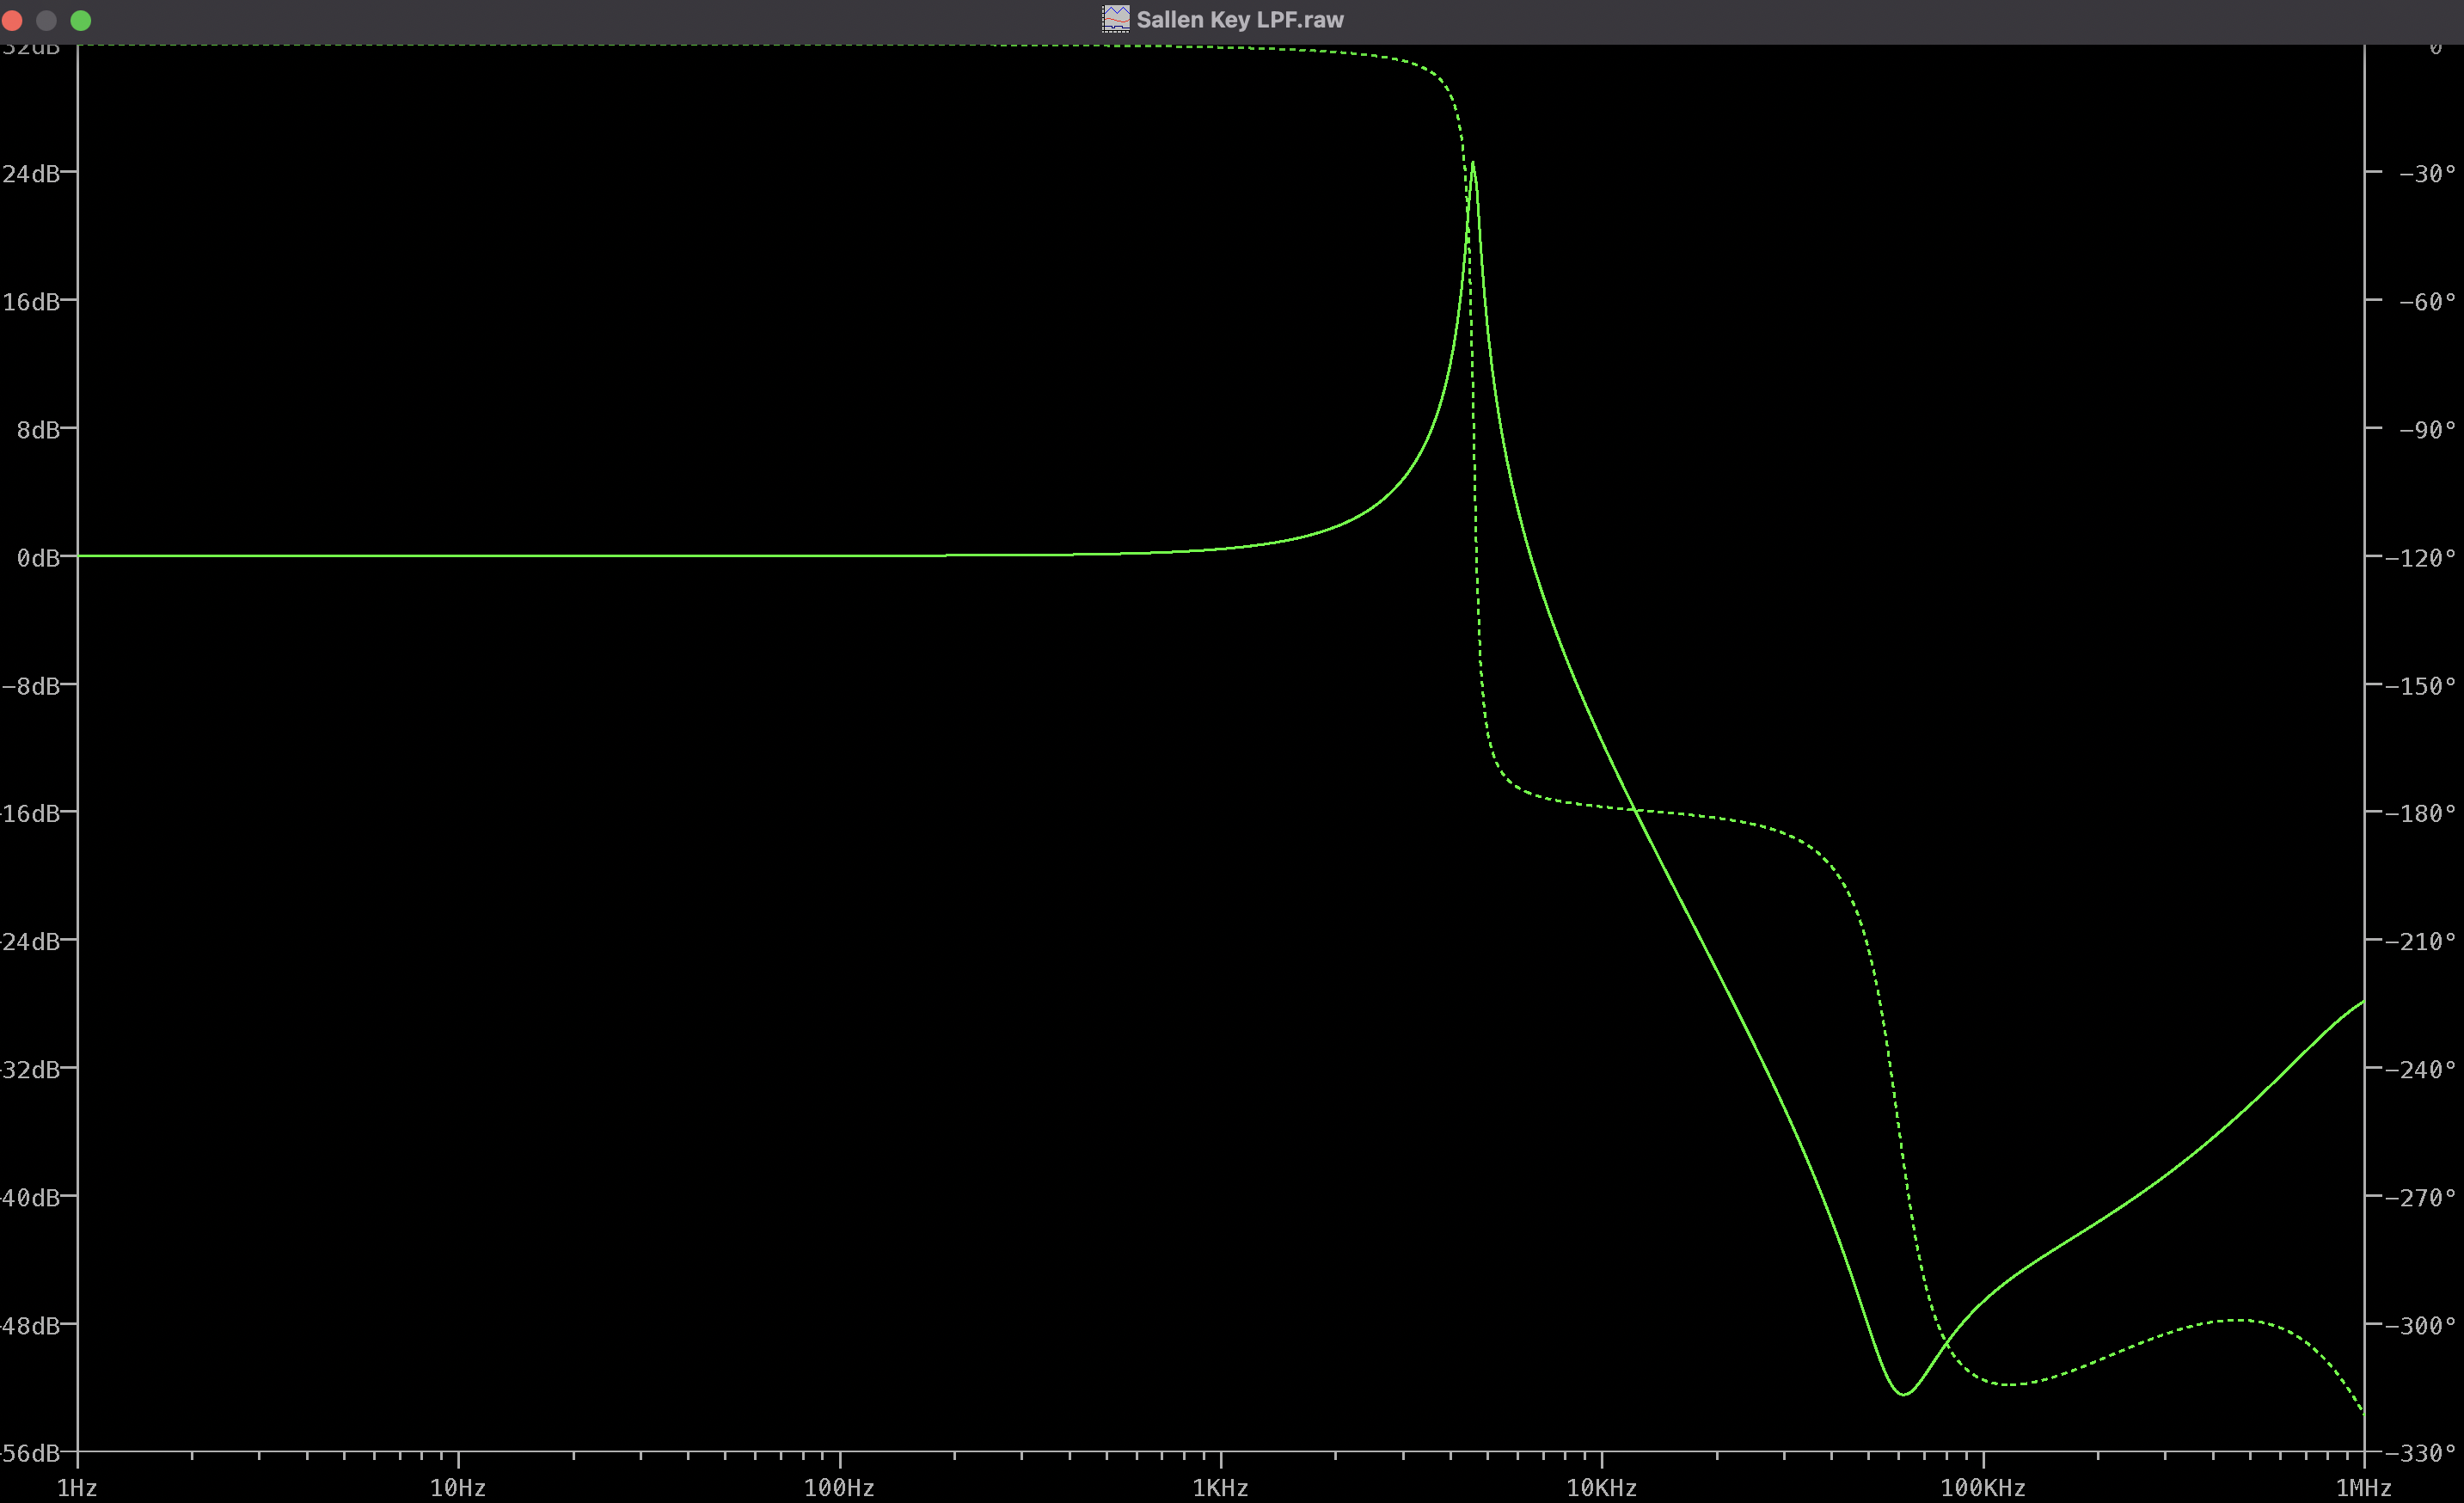 Sallen Key LPF.raw
32dB 0
24dB −30°
16dB −60°
8dB −90°
0dB −120°
−8dB −150°
−16dB −180°
−24dB −210°
−32dB −240°
−40dB −270°
−48dB −300°
−56dB −330°
1Hz 10Hz 100Hz 1KHz 10KHz 100KHz 1MHz